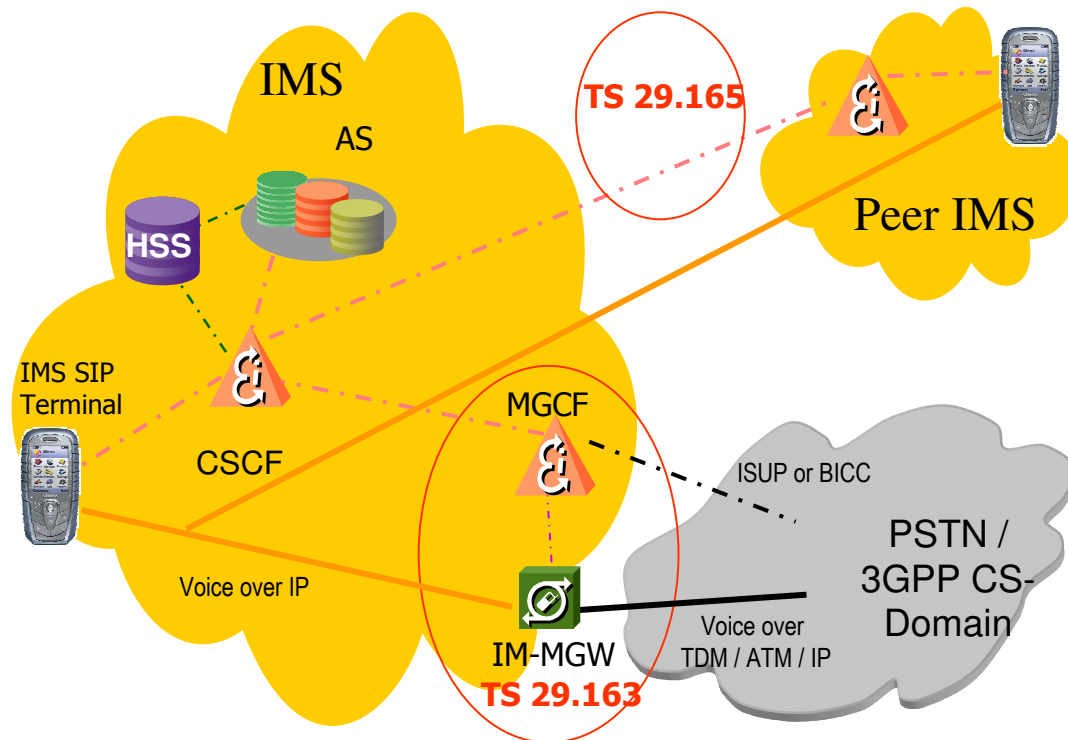 IMS
TS 29.165
AS
HSS
Peer IMS
IMS SIP
Terminal
MGCF
CSCF
ISUP or BICC
PSTN /
3GPP CS-
Domain
Voice over IP
Voice over
TDM / ATM / IP
IM-MGW
TS 29.163